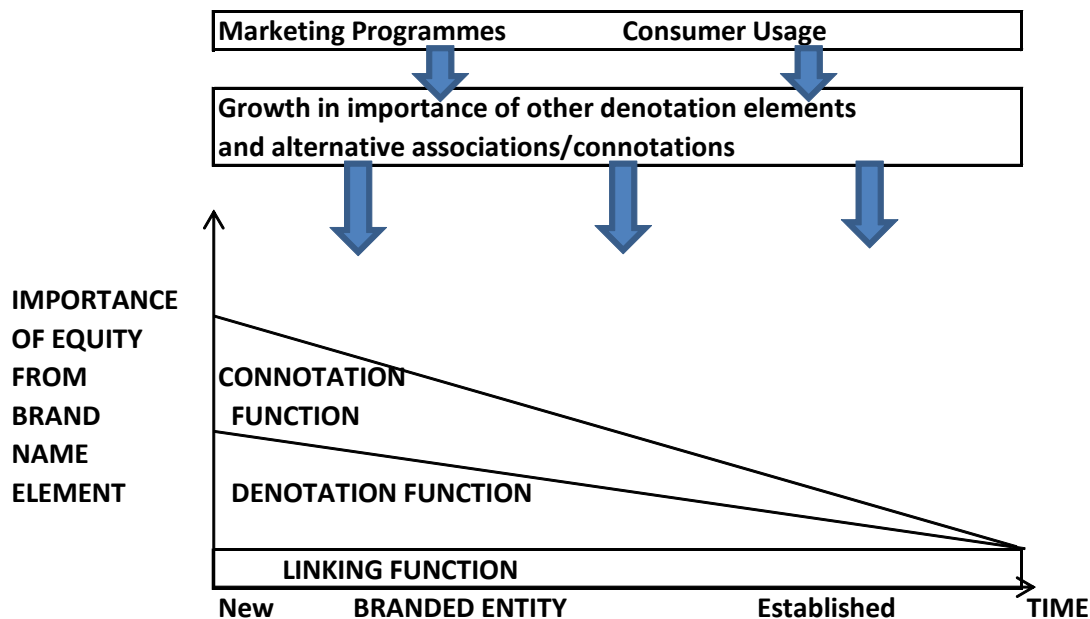 Marketing Programmes Consumer Usage
Growth in importance of other denotation elements
and alternative associations/connotations
IMPORTANCE
OF EQUITY
FROM
BRAND
NAME
ELEMENT
CONNOTATION
FUNCTION
DENOTATION FUNCTION
LINKING FUNCTION
New BRANDED ENTITY Established TIME